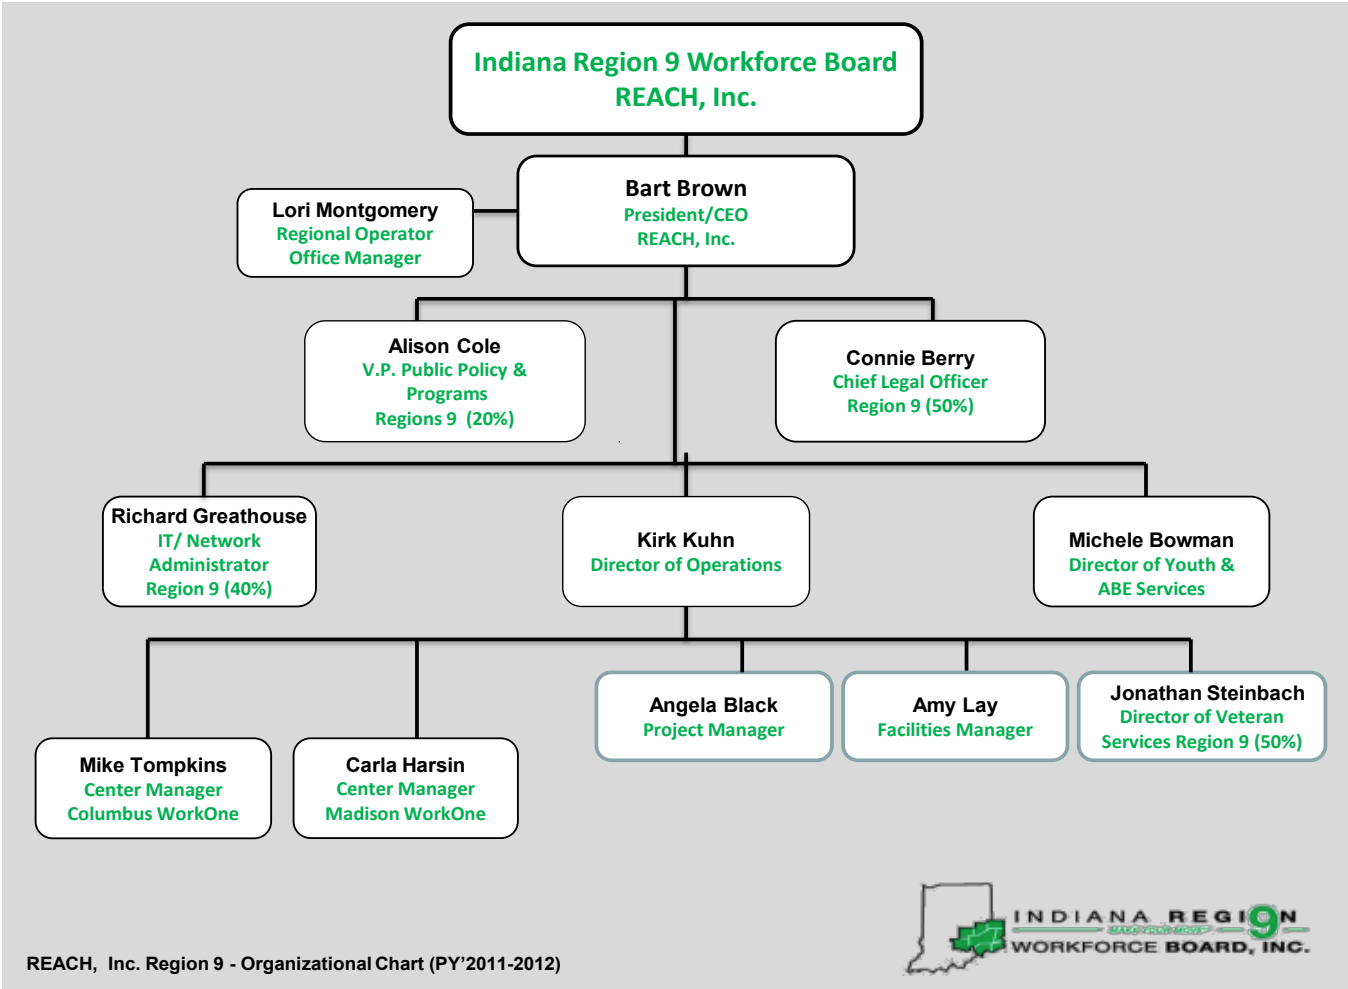 Indiana Region 9 Workforce Board
REACH, Inc.
Bart Brown
President/CEO
REACH, Inc.
Lori Montgomery
Regional Operator
Office Manager
Alison Cole
V.P. Public Policy &
Programs
Regions 9 (20%)
Connie Berry
Chief Legal Officer
Region 9 (50%)
Richard Greathouse
IT/ Network
Administrator
Region 9 (40%)
Kirk Kuhn
Director of Operations
Michele Bowman
Director of Youth &
ABE Services
Angela Black
Project Manager
Amy Lay
Facilities Manager
Jonathan Steinbach
Director of Veteran
Services Region 9 (50%)
Mike Tompkins
Center Manager
Columbus WorkOne
Carla Harsin
Center Manager
Madison WorkOne
INDIANA REGI9N
MAKE YOUR MOVE
WORKFORCE BOARD, INC.
REACH, Inc. Region 9 - Organizational Chart (PY'2011-2012)